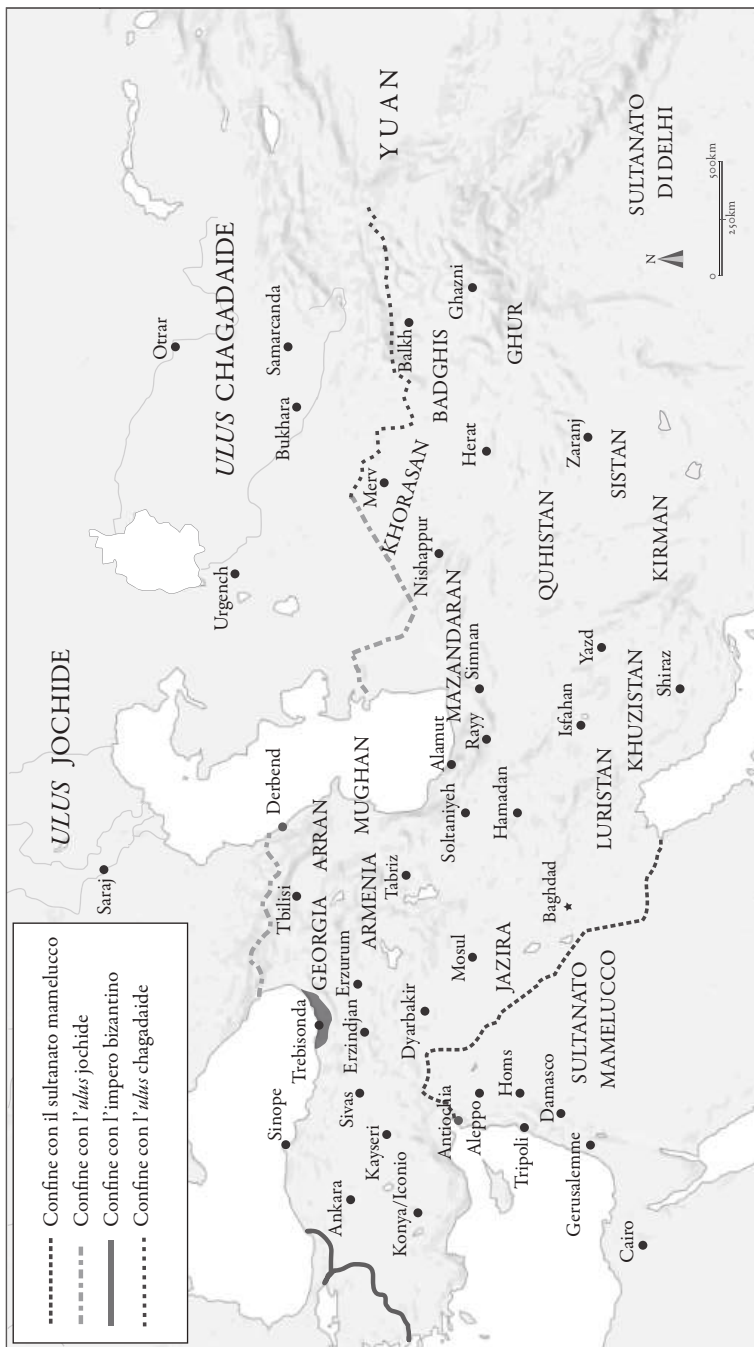 Confine con il sultanato mamelucco
Confine con l'ulus jochide
Confine con l'impero bizantino
Confine con l'ulus chagadaide
ULUS JOCHIDE
Saraj
Otrar
ULUS CHAGADAIDE
Urgench
Bukhara
Samarcanda
YUAN
Sinope
Trebisonda
GEORGIA
Tbilisi
ARRAN
Derbend
MUGHAN
Merv
KHORASAN
Balkh
Ankara
Sivas
Erzindjan
Erzurum
ARMENIA
Kayseri
Konya/Iconio
Dyarbakir
Tabriz
Nishappur
BADGHIS
Ghazni
Antiochia
Aleppo
Mosul
Soltaniyeh
Alamut
MAZANDARAN
Rayy
Simnan
Herat
GHUR
Homs
Tripoli
JAZIRA
Hamadan
QUHISTAN
Damasco
SULTANATO
MAMELUCCO
Baghdad
Isfahan
Yazd
Zaranj
SISTAN
Gerusalemme
LURISTAN
KHUZISTAN
KIRMAN
Cairo
Shiraz
SULTANATO
DI DELHI
N
0
250km
500km